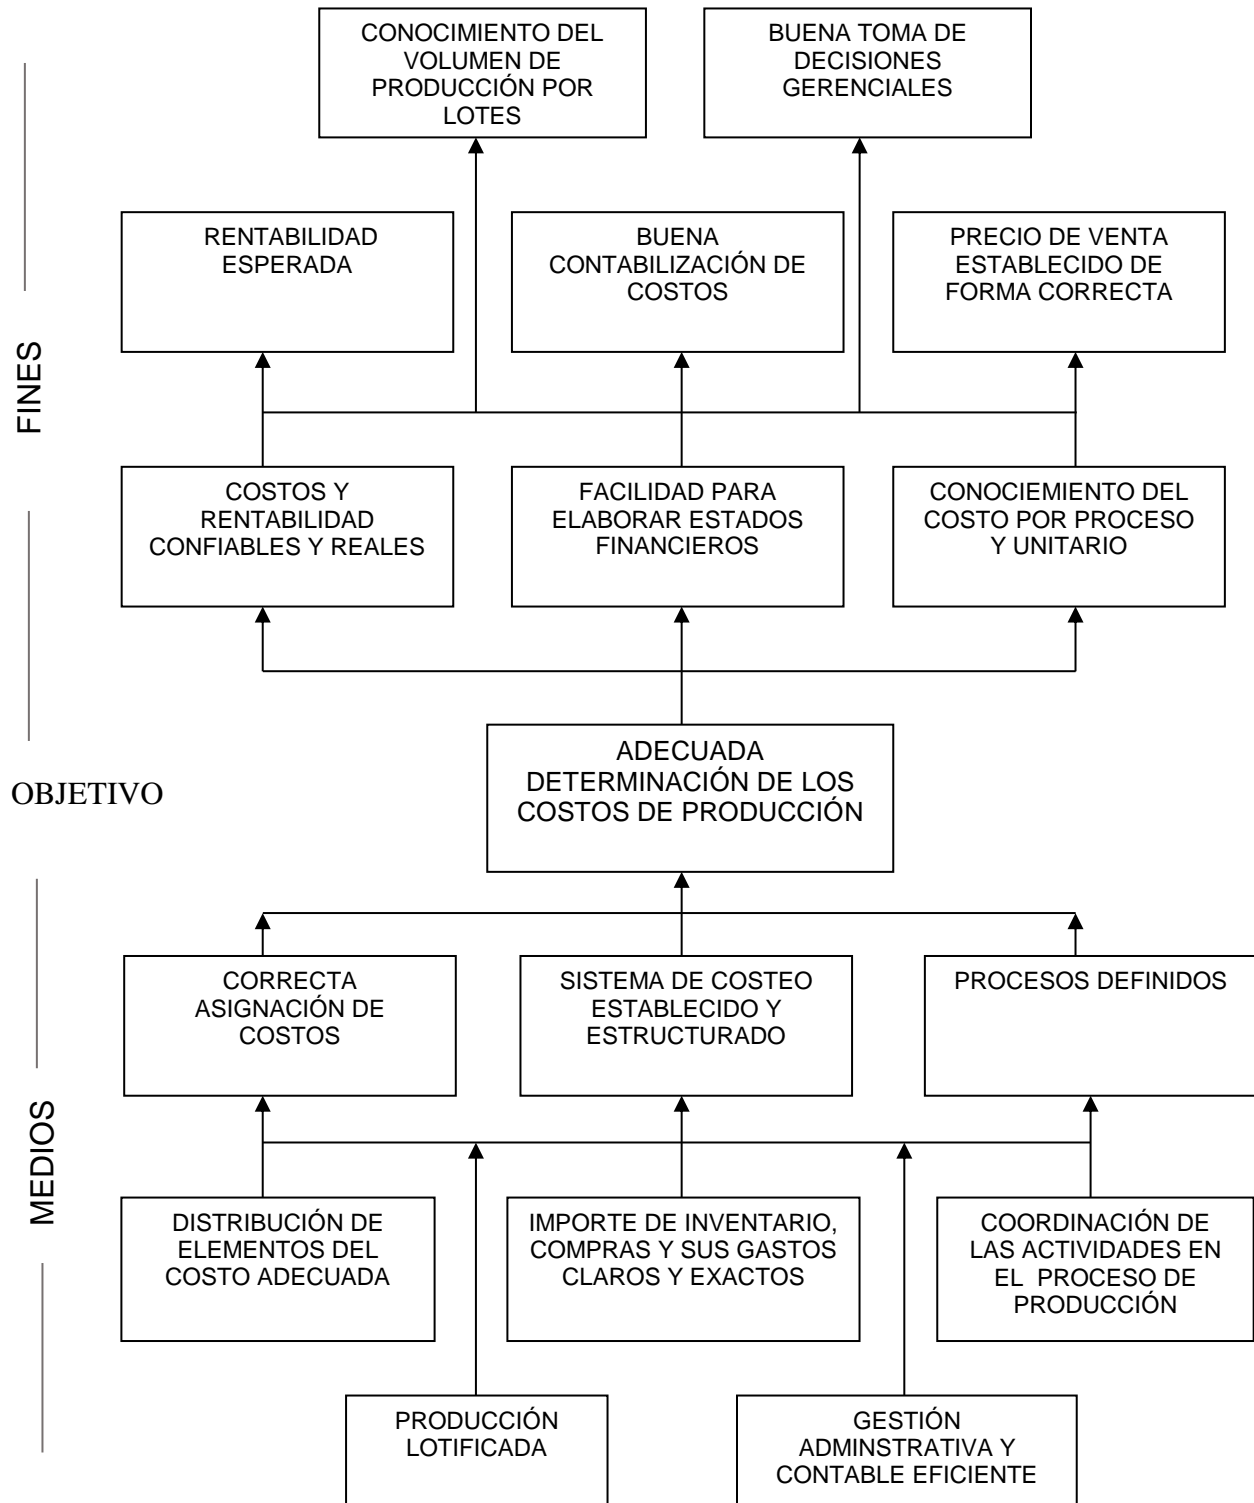 CONOCIMIENTO DEL
VOLUMEN DE
PRODUCCIÓN POR
LOTES
BUENA TOMA DE
DECISIONES
GERENCIALES
RENTABILIDAD
ESPERADA
BUENA
CONTABILIZACIÓN DE
COSTOS
PRECIO DE VENTA
ESTABLECIDO DE
FORMA CORRECTA
FINES
COSTOS Y
RENTABILIDAD
CONFIABLES Y REALES
FACILIDAD PARA
ELABORAR ESTADOS
FINANCIEROS
CONOCIEMIENTO DEL
COSTO POR PROCESO
Y UNITARIO
ADECUADA
DETERMINACIÓN DE LOS
COSTOS DE PRODUCCIÓN
OBJETIVO
CORRECTA
ASIGNACIÓN DE
COSTOS
SISTEMA DE COSTEO
ESTABLECIDO Y
ESTRUCTURADO
PROCESOS DEFINIDOS
MEDIOS
DISTRIBUCIÓN DE
ELEMENTOS DEL
COSTO ADECUADA
IMPORTE DE INVENTARIO,
COMPRAS Y SUS GASTOS
CLAROS Y EXACTOS
COORDINACIÓN DE
LAS ACTIVIDADES EN
EL PROCESO DE
PRODUCCIÓN
PRODUCCIÓN
LOTIFICADA
GESTIÓN
ADMINSTRATIVA Y
CONTABLE EFICIENTE